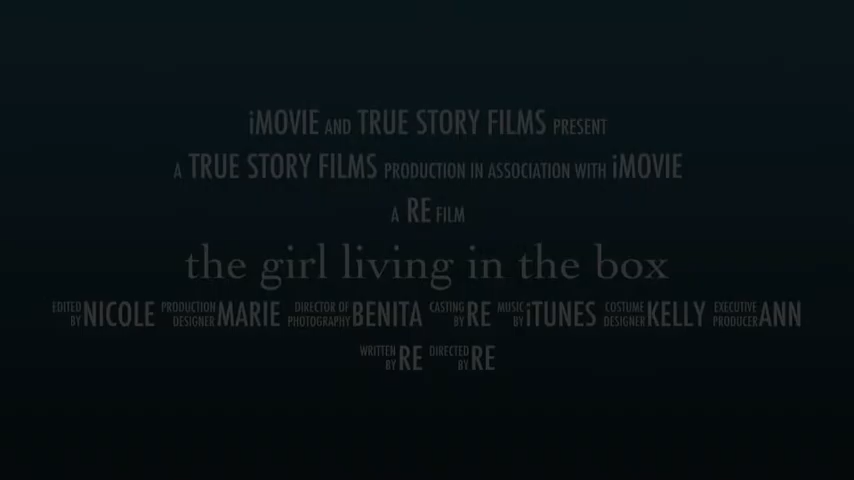 iMOVIE AND TRUE STORY FILMS PRESENT
A TRUE STORY FILMS PRODUCTION IN ASSOCIATION WITH iMOVIE
A RE FILM
the girl living in the box
EDITED BY NICOLE PRODUCTION DESIGNER MARIE DIRECTOR OF PHOTOGRAPHY BENITA CASTING BY RE MUSIC BY iTUNES COSTUME DESIGNER KELLY EXECUTIVE PRODUCER ANN
WRITTEN BY RE DIRECTED BY RE